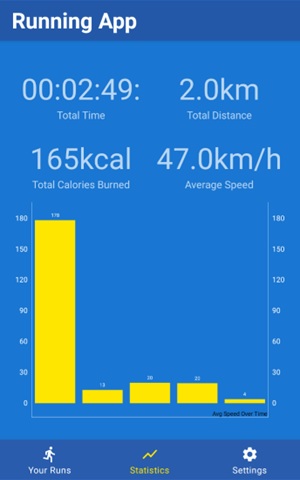 Running App
00:02:49: 2.0km
Total Time Total Distance
165kcal 47.0km/h
Total Calories Burned Average Speed
180 180
150 150
120 120
90 90
60 60
30 30
0 0
13
20
4
Avg Speed Over Time
Your Runs Statistics Settings